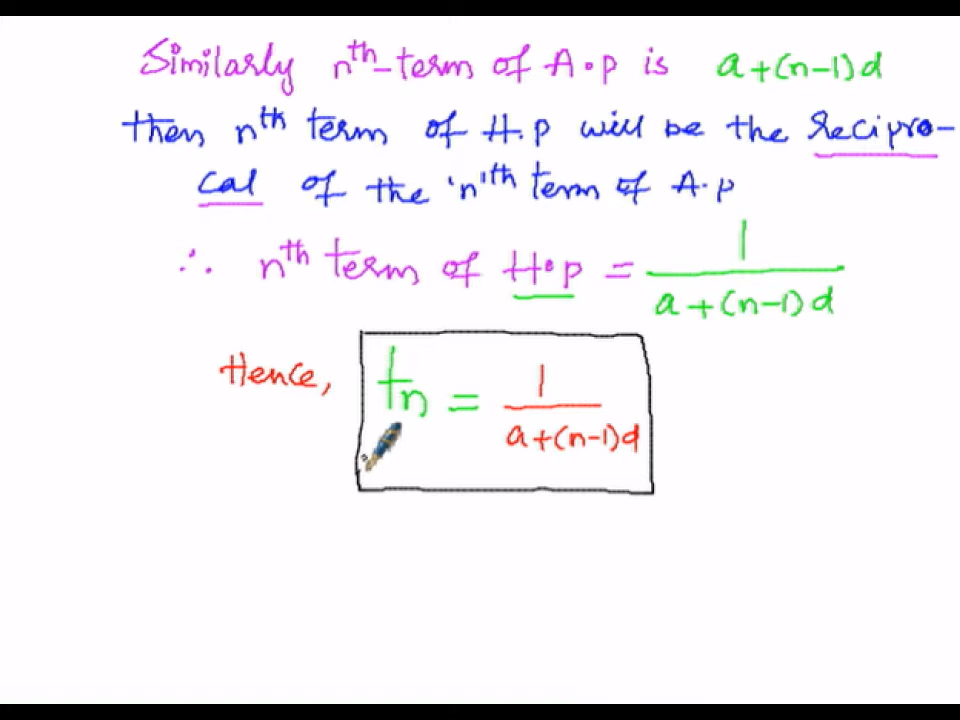 Similarly nth term of A.p is a+(n-1)d
then nth term of H.p will be the recipro-
cal of the 'n'th term of A.p
∴ nth term of H.p = 1/(a+(n-1)d)
Hence, tn = 1/(a+(n-1)d)